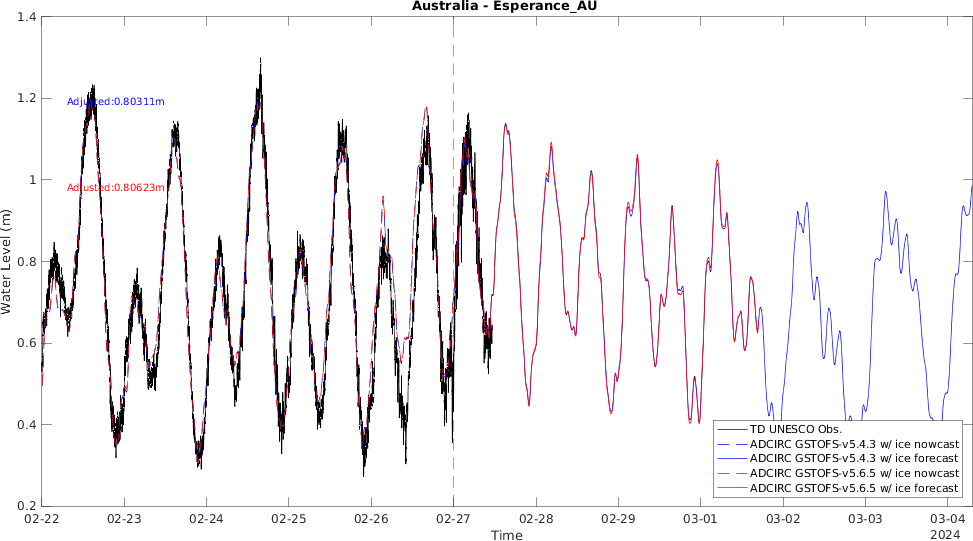 Australia - Esperance_AU
1.4
1.2
1
0.8
0.6
0.4
0.2
Water Level (m)
Adjusted:0.80311m
Adjusted:0.80623m
TD UNESCO Obs.
ADCIRC GSTOFS-v5.4.3 w/ ice nowcast
ADCIRC GSTOFS-v5.4.3 w/ ice forecast
ADCIRC GSTOFS-v5.6.5 w/ ice nowcast
ADCIRC GSTOFS-v5.6.5 w/ ice forecast
02-22 02-23 02-24 02-25 02-26 02-27 02-28 02-29 03-01 03-02 03-03 03-04
Time
2024